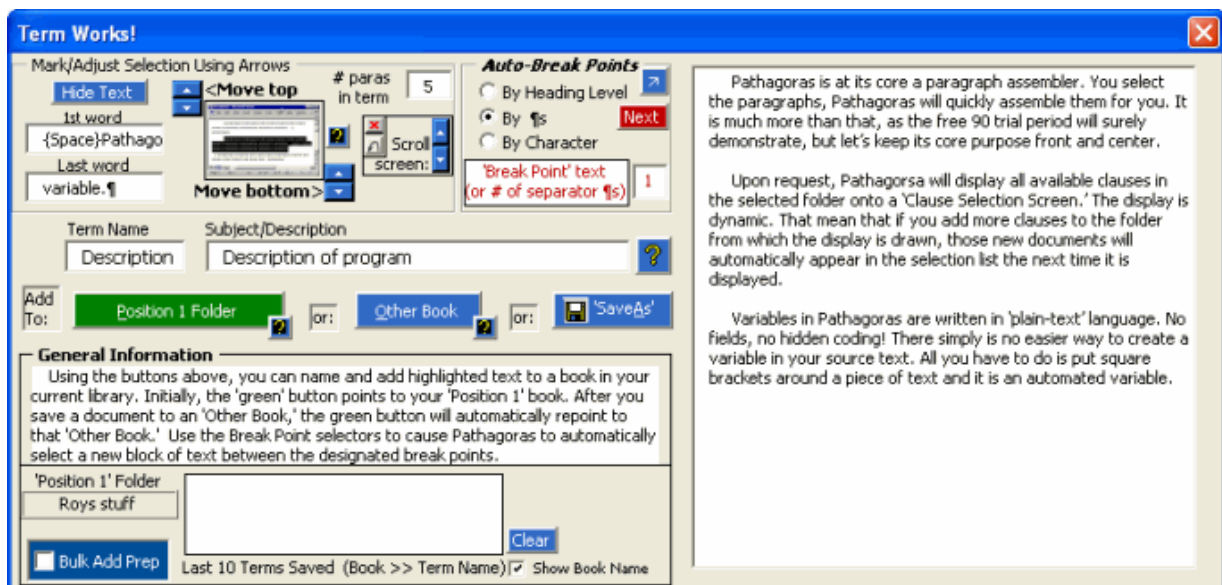 Term Works!
Mark/Adjust Selection Using Arrows
Hide Text
<Move top
# paras
in term
5
1st word
-{Space}Pathago
Last word
variable.¶
Move bottom>
Scroll
screen:
Auto-Break Points
By Heading Level
By ¶s
Next
By Character
'Break Point' text
(or # of separator ¶s)
1
Term Name
Subject/Description
Description
Description of program
?
Add
To:
Position 1 Folder
?
or:
Other Book
?
or:
'SaveAs'
General Information
Using the buttons above, you can name and add highlighted text to a book in your
current library. Initially, the 'green' button points to your 'Position 1' book. After you
save a document to an 'Other Book,' the green button will automatically repoint to
that 'Other Book.' Use the Break Point selectors to cause Pathagoras to automatically
select a new block of text between the designated break points.
'Position 1' Folder
Roys stuff
Bulk Add Prep
Clear
Last 10 Terms Saved (Book >> Term Name)
Show Book Name
Pathagoras is at its core a paragraph assembler. You select
the paragraphs, Pathagoras will quickly assemble them for you. It
is much more than that, as the free 90 trial period will surely
demonstrate, but let's keep its core purpose front and center.
Upon request, Pathagorsa will display all available clauses in
the selected folder onto a 'Clause Selection Screen.' The display is
dynamic. That mean that if you add more clauses to the folder
from which the display is drawn, those new documents will
automatically appear in the selection list the next time it is
displayed.
Variables in Pathagoras are written in 'plain-text' language. No
fields, no hidden coding! There simply is no easier way to create a
variable in your source text. All you have to do is put square
brackets around a piece of text and it is an automated variable.